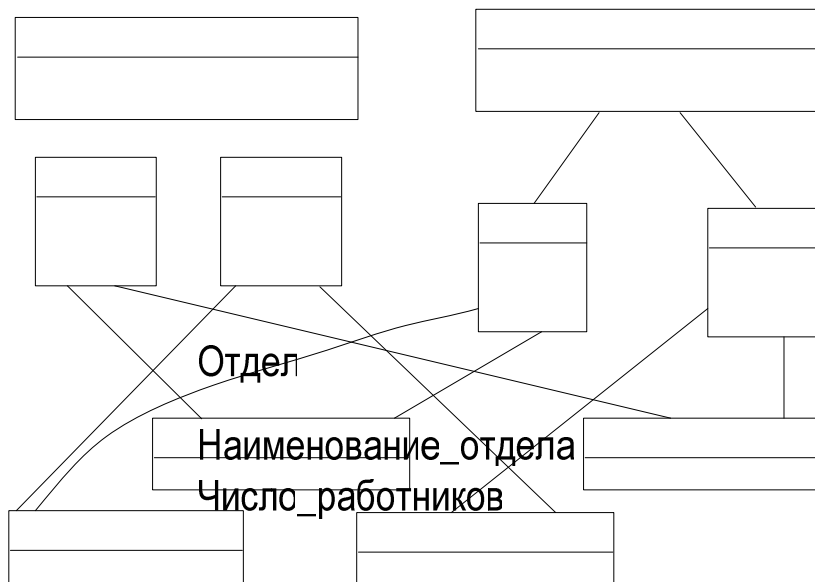 Отдел
Наименование_отдела
Число_работников